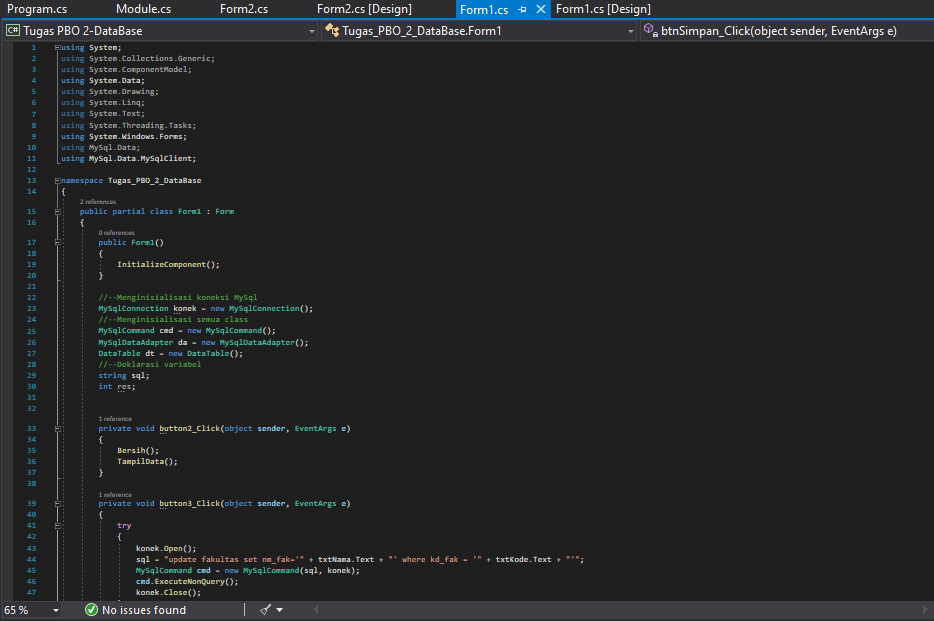 Program.cs Module.cs Form2.cs Form2.cs [Design] Form1.cs Form1.cs [Design]
C# Tugas PBO 2-DataBase Tugas_PBO_2_DataBase.Form1 btnSimpan_Click(object sender, EventArgs e)
1 using System;
2 using System.Collections.Generic;
3 using System.ComponentModel;
4 using System.Data;
5 using System.Drawing;
6 using System.Linq;
7 using System.Text;
8 using System.Threading.Tasks;
9 using System.Windows.Forms;
10 using MySql.Data;
11 using MySql.Data.MySqlClient;
12
13 namespace Tugas_PBO_2_DataBase
14 {
2 references
15 public partial class Form1 : Form
16 {
0 references
17 public Form1()
18 {
19 InitializeComponent();
20 }
21
22 //--Menginisialisasi koneksi MySql
23 MySqlConnection konek = new MySqlConnection();
24 //--Menginisialisasi semua class
25 MySqlCommand cmd = new MySqlCommand();
26 MySqlDataAdapter da = new MySqlDataAdapter();
27 DataTable dt = new DataTable();
28 //--Deklarasi variabel
29 string sql;
30 int res;
31
32
1 reference
33 private void button2_Click(object sender, EventArgs e)
34 {
35 Bersih();
36 TampilData();
37 }
38
1 reference
39 private void button3_Click(object sender, EventArgs e)
40 {
41 try
42 {
43 konek.Open();
44 sql = "update fakultas set nm_fak='" + txtNama.Text + "' where kd_fak = '" + txtKode.Text + "'";
45 MySqlCommand cmd = new MySqlCommand(sql, konek);
46 cmd.ExecuteNonQuery();
47 konek.Close();
65 % No issues found